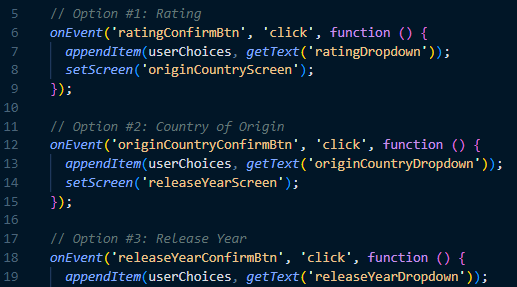 5 // Option #1: Rating
6 onEvent('ratingConfirmBtn', 'click', function () {
7   appendItem(userChoices, getText('ratingDropdown'));
8   setScreen('originCountryScreen');
9 });
10
11 // Option #2: Country of Origin
12 onEvent('originCountryConfirmBtn', 'click', function () {
13   appendItem(userChoices, getText('originCountryDropdown'));
14   setScreen('releaseYearScreen');
15 });
16
17 // Option #3: Release Year
18 onEvent('releaseYearConfirmBtn', 'click', function () {
19   appendItem(userChoices, getText('releaseYearDropdown'));